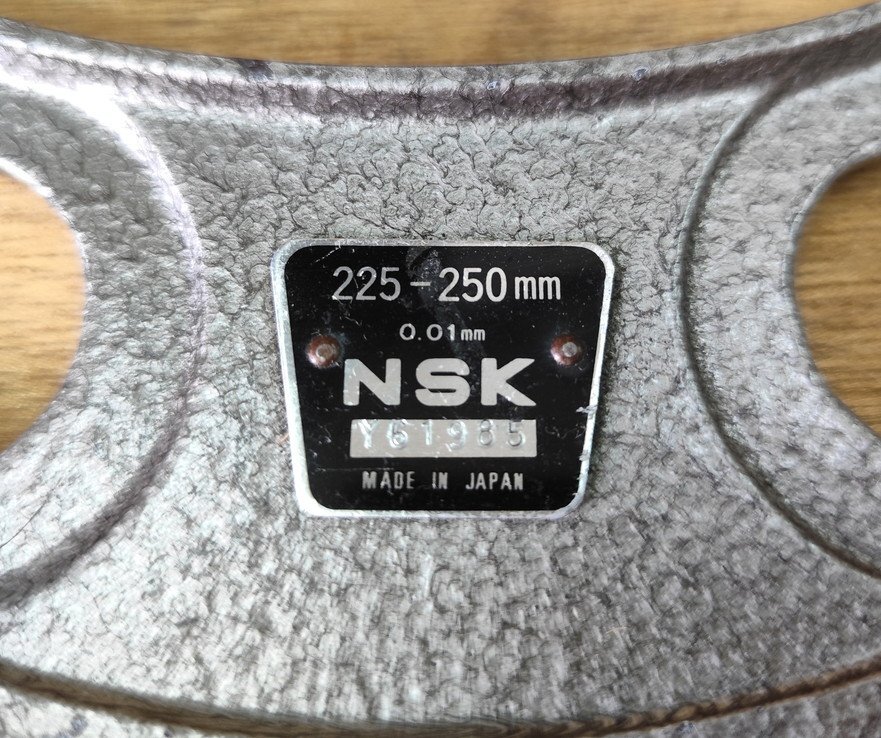 225-250mm
0.01mm
NSK
Y61985
MADE IN JAPAN